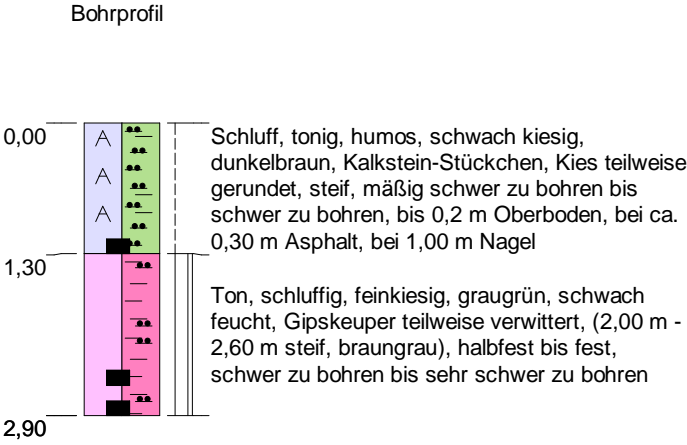 Bohrprofil
0,00
Schluff, tonig, humos, schwach kiesig,
dunkelbraun, Kalkstein-Stückchen, Kies teilweise
gerundet, steif, mäßig schwer zu bohren bis
schwer zu bohren, bis 0,2 m Oberboden, bei ca.
0,30 m Asphalt, bei 1,00 m Nagel
A
A
A
1,30
Ton, schluffig, feinkiesig, graugrün, schwach
feucht, Gipskeuper teilweise verwittert, (2,00 m -
2,60 m steif, braungrau), halbfest bis fest,
schwer zu bohren bis sehr schwer zu bohren
2,90